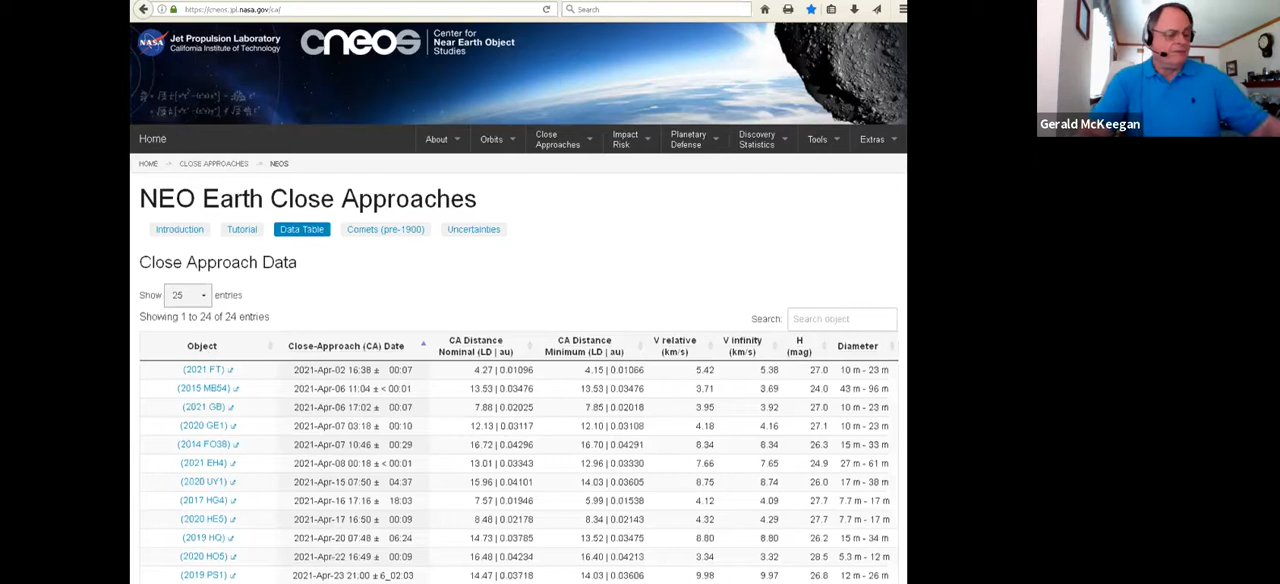 https://cneos.jpl.nasa.gov/ca/
Search
NASA
Jet Propulsion Laboratory
California Institute of Technology
cneos
Center for
Near Earth Object
Studies
Home
About
Orbits
Close
Approaches
Impact
Risk
Planetary
Defense
Discovery
Statistics
Tools
Extras
HOME CLOSE APPROACHES NEOS
NEO Earth Close Approaches
Introduction Tutorial Data Table Comets (pre-1900) Uncertainties
Close Approach Data
Show 25 entries
Showing 1 to 24 of 24 entries
Search: Search object
Object Close-Approach (CA) Date CA Distance Nominal (LD | au) CA Distance Minimum (LD | au) V relative (km/s) V infinity (km/s) H (mag) Diameter
(2021 FT) 2021-Apr-02 16:38 ± 00:07 4.27 | 0.01096 4.15 | 0.01066 5.42 5.38 27.0 10 m - 23 m
(2015 MB54) 2021-Apr-06 11:04 ± < 00:01 13.53 | 0.03476 13.53 | 0.03476 3.71 3.69 24.0 43 m - 96 m
(2021 GB) 2021-Apr-06 17:02 ± 00:07 7.88 | 0.02025 7.85 | 0.02018 3.95 3.92 27.0 10 m - 23 m
(2020 GE1) 2021-Apr-07 03:18 ± 00:10 12.13 | 0.03117 12.10 | 0.03108 4.18 4.16 27.1 10 m - 23 m
(2014 FO38) 2021-Apr-07 10:46 ± 00:29 16.72 | 0.04296 16.70 | 0.04291 8.34 8.34 26.3 15 m - 33 m
(2021 EH4) 2021-Apr-08 00:18 ± < 00:01 13.01 | 0.03343 12.96 | 0.03330 7.66 7.65 24.9 27 m - 61 m
(2020 UY1) 2021-Apr-15 07:50 ± 04:37 15.96 | 0.04101 14.03 | 0.03605 8.75 8.74 26.0 17 m - 38 m
(2017 HG4) 2021-Apr-16 17:16 ± 18:03 7.57 | 0.01946 5.99 | 0.01538 4.12 4.09 27.7 7.7 m - 17 m
(2020 HE5) 2021-Apr-17 16:50 ± 00:09 8.48 | 0.02178 8.34 | 0.02143 4.32 4.29 27.7 7.7 m - 17 m
(2019 HQ) 2021-Apr-20 07:48 ± 06:24 14.73 | 0.03785 13.52 | 0.03475 8.80 8.80 26.2 15 m - 34 m
(2020 HO5) 2021-Apr-22 16:49 ± 00:09 16.48 | 0.04234 16.40 | 0.04213 3.34 3.32 28.5 5.3 m - 12 m
(2019 PS1) 2021-Apr-23 21:00 ± 6_02:03 14.47 | 0.03718 14.03 | 0.03606 9.98 9.97 26.8 12 m - 26 m
Gerald McKeegan